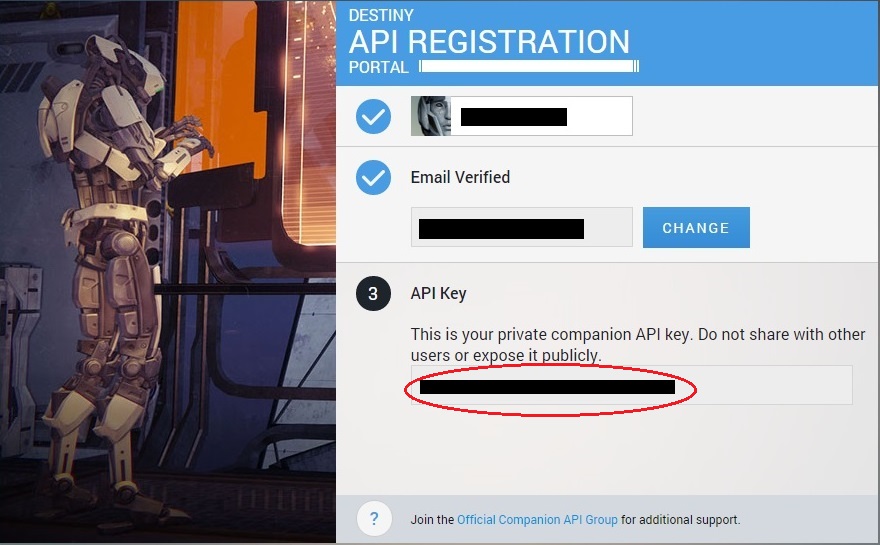 DESTINY
API REGISTRATION
PORTAL
Email Verified
CHANGE
3
API Key
This is your private companion API key. Do not share with other
users or expose it publicly.
?
Join the Official Companion API Group for additional support.